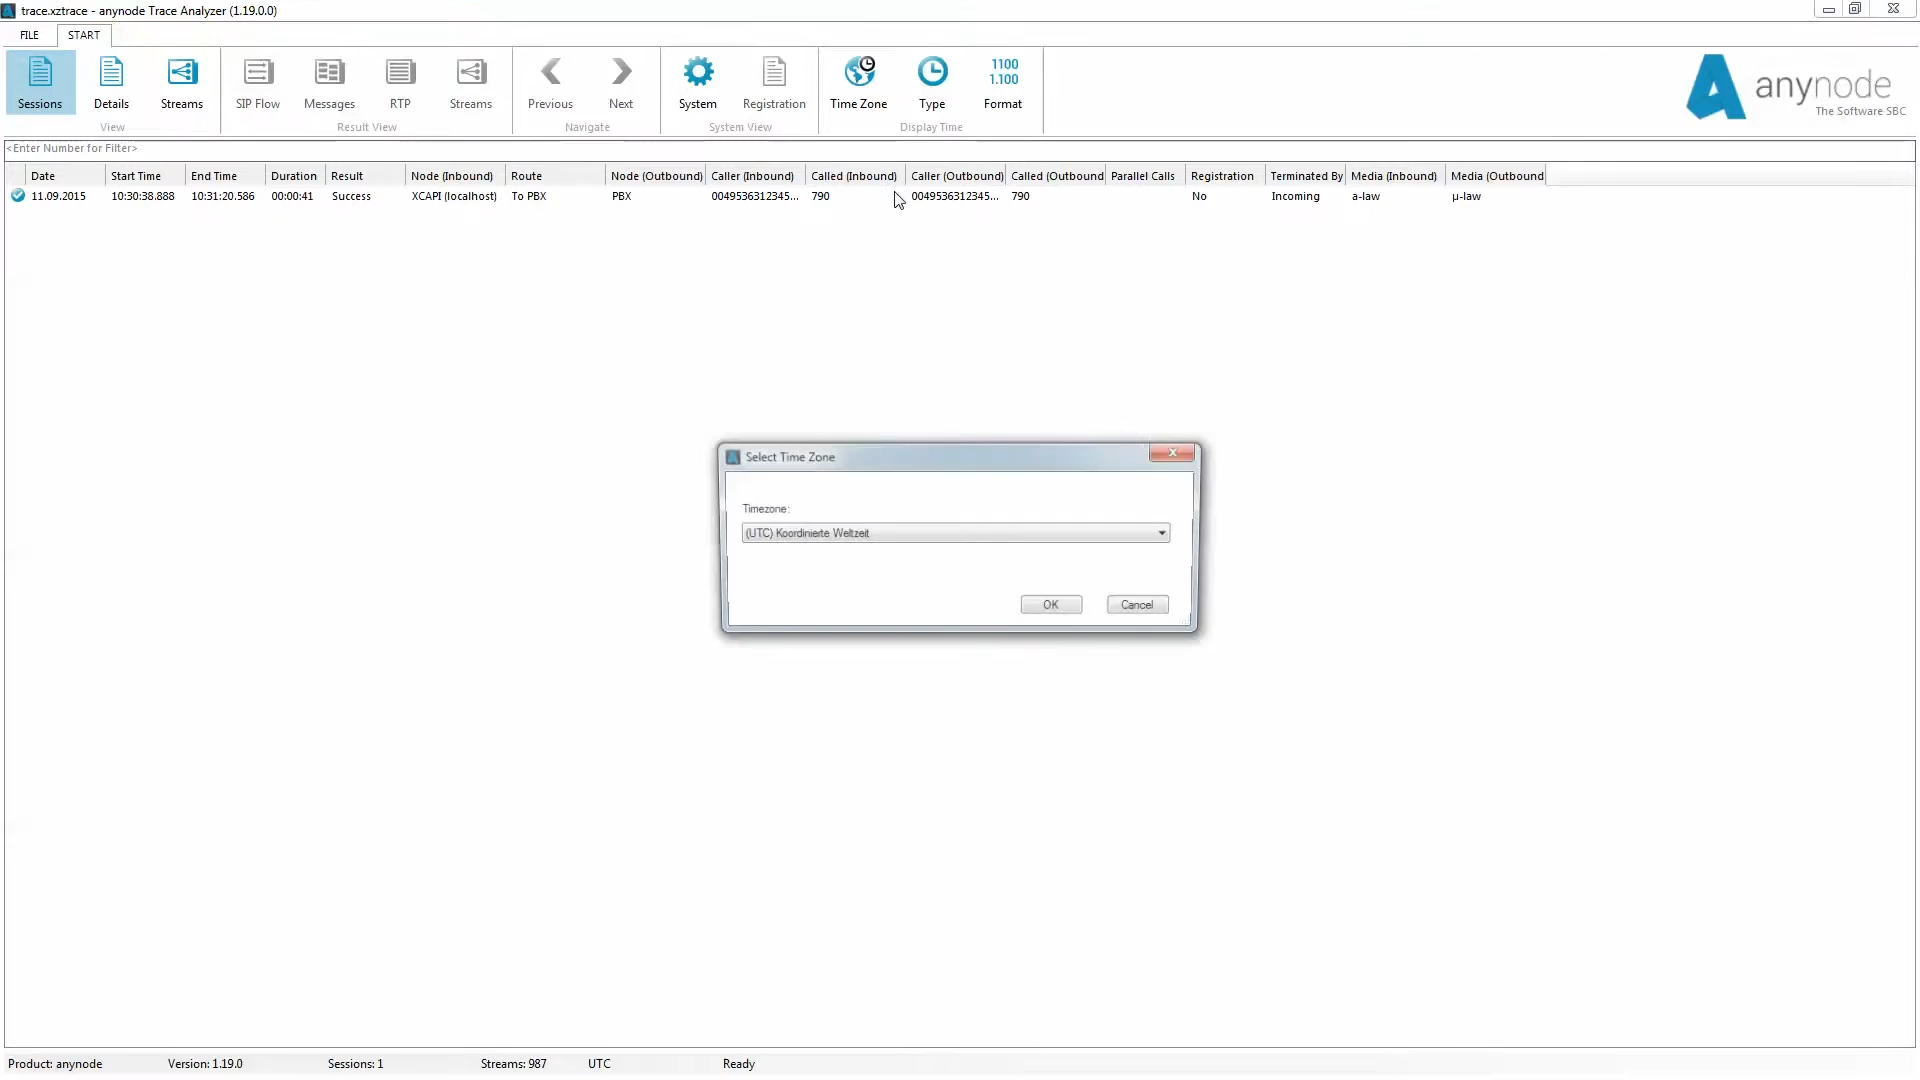 trace.xztrace - anynode Trace Analyzer (1.19.0.0)
FILE START
Sessions Details Streams SIP Flow Messages RTP Streams Previous Next System Registration Time Zone Type Format
1100
1.100
View Result View Navigate System View Display Time
anynode
The Software SBC
<Enter Number for Filter>
Date Start Time End Time Duration Result Node (Inbound) Route Node (Outbound) Caller (Inbound) Called (Inbound) Caller (Outbound) Called (Outbound Parallel Calls Registration Terminated By Media (Inbound) Media (Outbound
11.09.2015 10:30:38.888 10:31:20.586 00:00:41 Success XCAPI (localhost) To PBX PBX 0049536312345... 790 0049536312345... 790 No Incoming a-law µ-law
Select Time Zone
Timezone:
(UTC) Koordinierte Weltzeit
OK Cancel
Product: anynode Version: 1.19.0 Sessions: 1 Streams: 987 UTC Ready